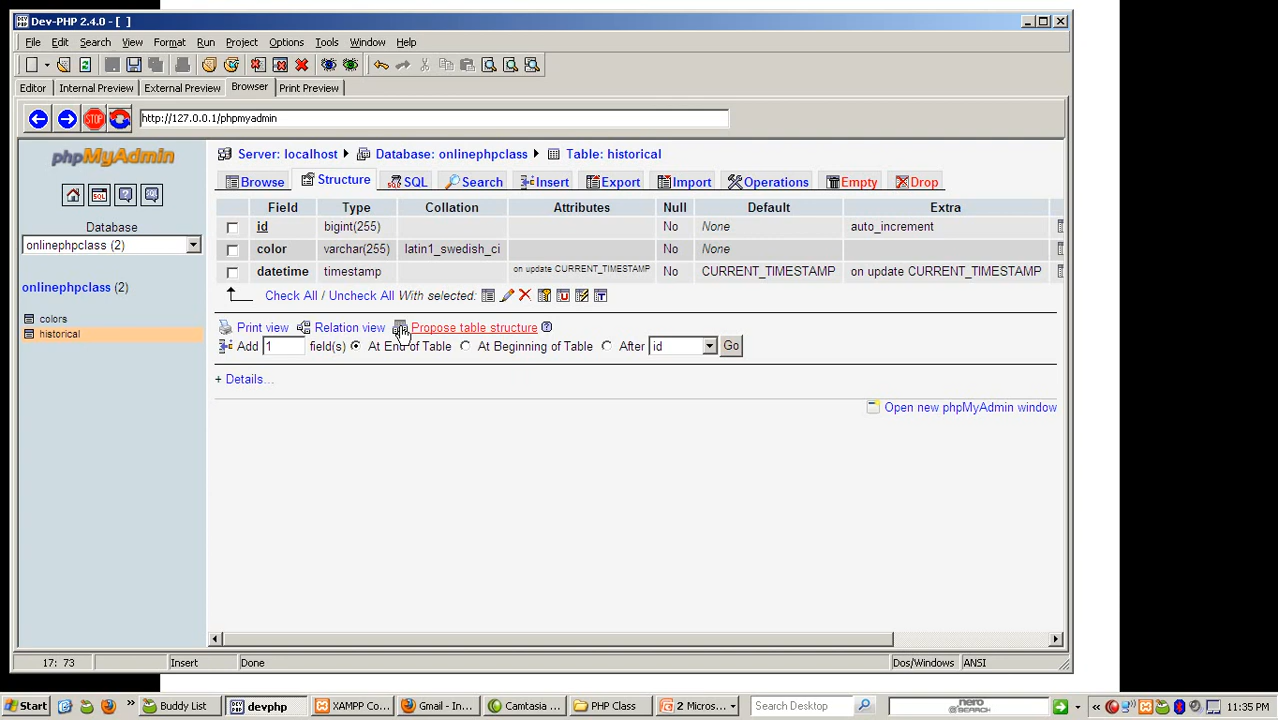 Dev-PHP 2.4.0 - [ ]
File Edit Search View Format Run Project Options Tools Window Help
Editor Internal Preview External Preview Browser Print Preview
STOP http://127.0.0.1/phpmyadmin
phpMyAdmin
SQL
Database
onlinephpclass (2)
onlinephpclass (2)
colors
historical
Server: localhost Database: onlinephpclass Table: historical
Browse Structure SQL Search Insert Export Import Operations Empty Drop
Field Type Collation Attributes Null Default Extra
id bigint(255) No None auto_increment
color varchar(255) latin1_swedish_ci No None
datetime timestamp on update CURRENT_TIMESTAMP No CURRENT_TIMESTAMP on update CURRENT_TIMESTAMP
Check All / Uncheck All With selected:
Print view Relation view Propose table structure
Add 1 field(s) At End of Table At Beginning of Table After id Go
+ Details...
Open new phpMyAdmin window
17: 73 Insert Done Dos/Windows ANSI
Start Buddy List devphp XAMPP Co... Gmail - ... Camtasia ... PHP Class 2 Micros... Search Desktop nero SEARCH 11:35 PM